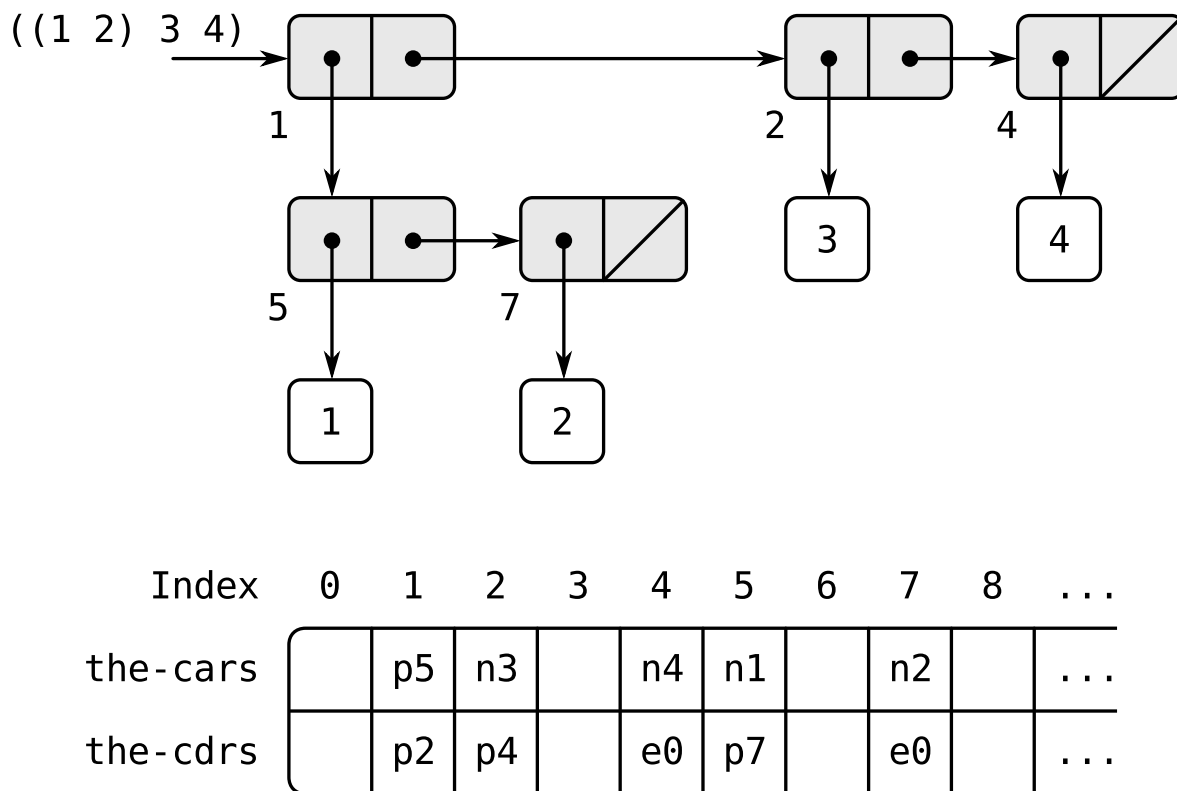 ((1 2) 3 4)
1 2 4
3 4
5 7
1 2
Index 0 1 2 3 4 5 6 7 8 ...
the-cars p5 n3 n4 n1 n2 ...
the-cdrs p2 p4 e0 p7 e0 ...